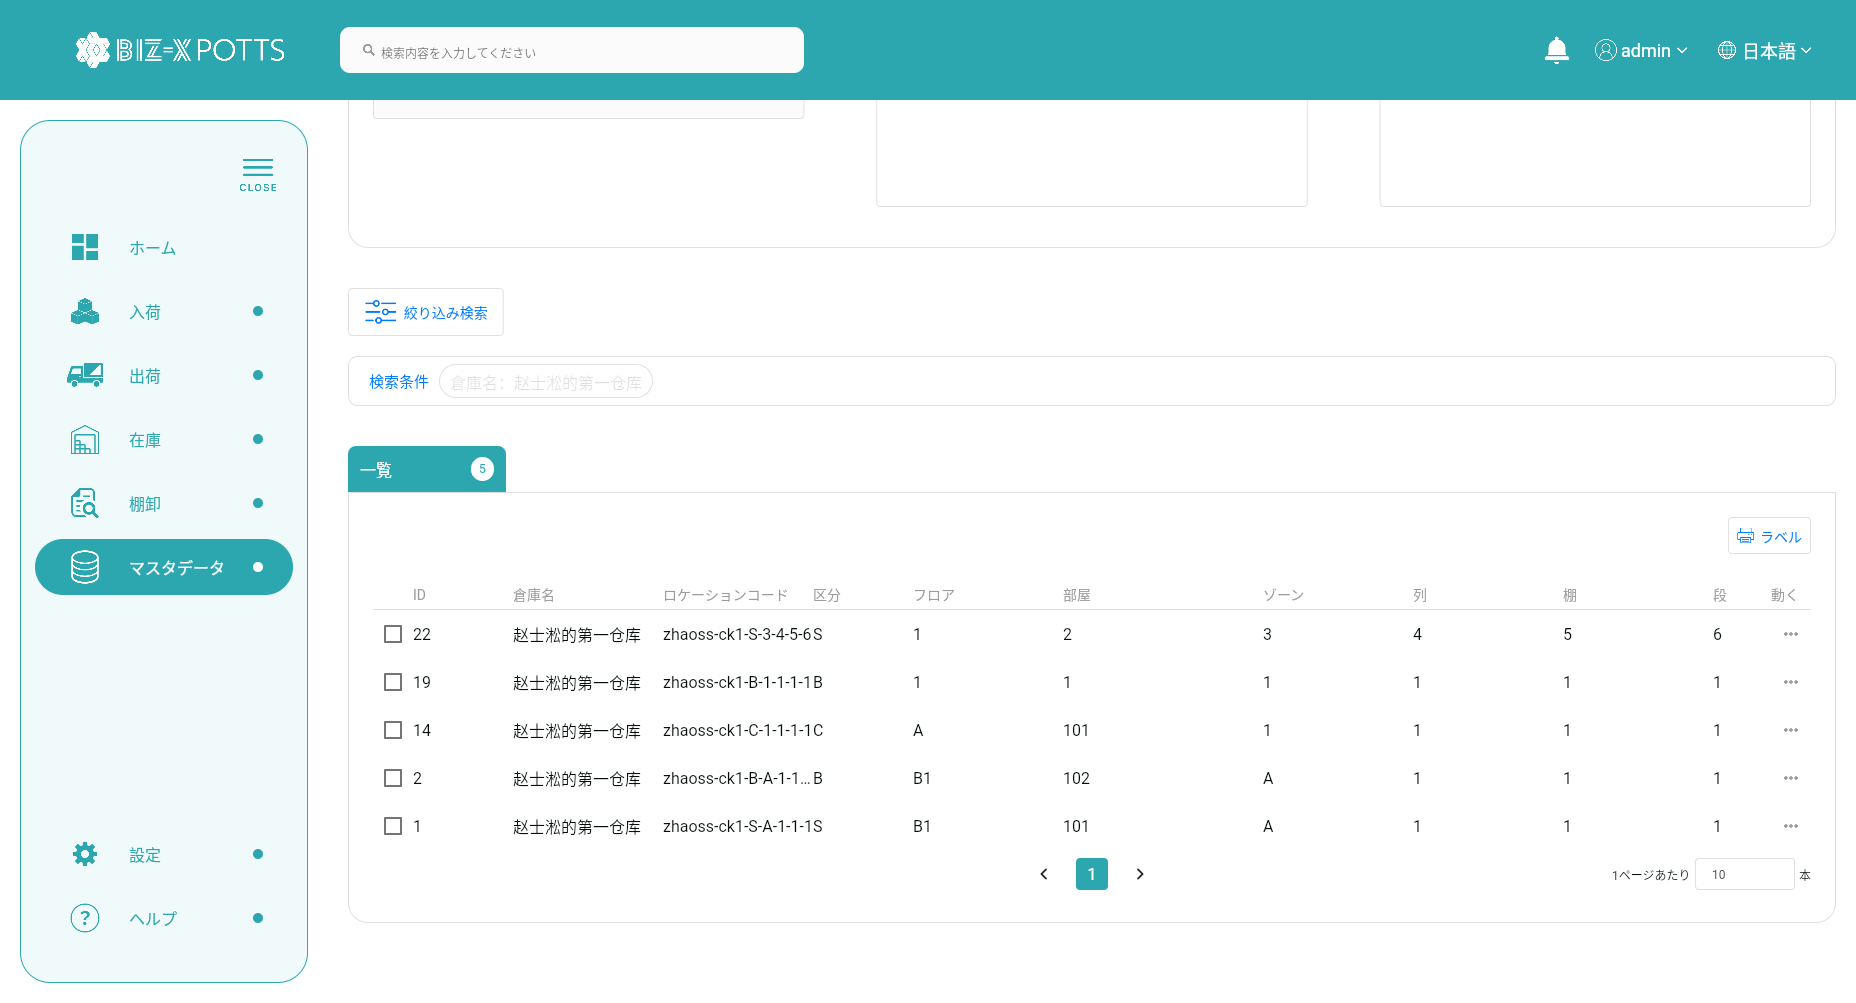 BIZ-X POTTS
検索内容を入力してください
admin
日本語
CLOSE
ホーム
入荷
出荷
在庫
棚卸
マスタデータ
設定
ヘルプ
絞り込み検索
検索条件 倉庫名: 赵士淞的第一仓库
一覧 5
ラベル
ID 倉庫名 ロケーションコード 区分 フロア 部屋 ゾーン 列 棚 段 動く
22 赵士淞的第一仓库 zhaoss-ck1-S-3-4-5-6 S 1 2 3 4 5 6
19 赵士淞的第一仓库 zhaoss-ck1-B-1-1-1-1 B 1 1 1 1 1 1
14 赵士淞的第一仓库 zhaoss-ck1-C-1-1-1-1 C A 101 1 1 1 1
2 赵士淞的第一仓库 zhaoss-ck1-B-A-1-1... B B1 102 A 1 1 1
1 赵士淞的第一仓库 zhaoss-ck1-S-A-1-1-1 S B1 101 A 1 1 1
1
1ページあたり 10 本